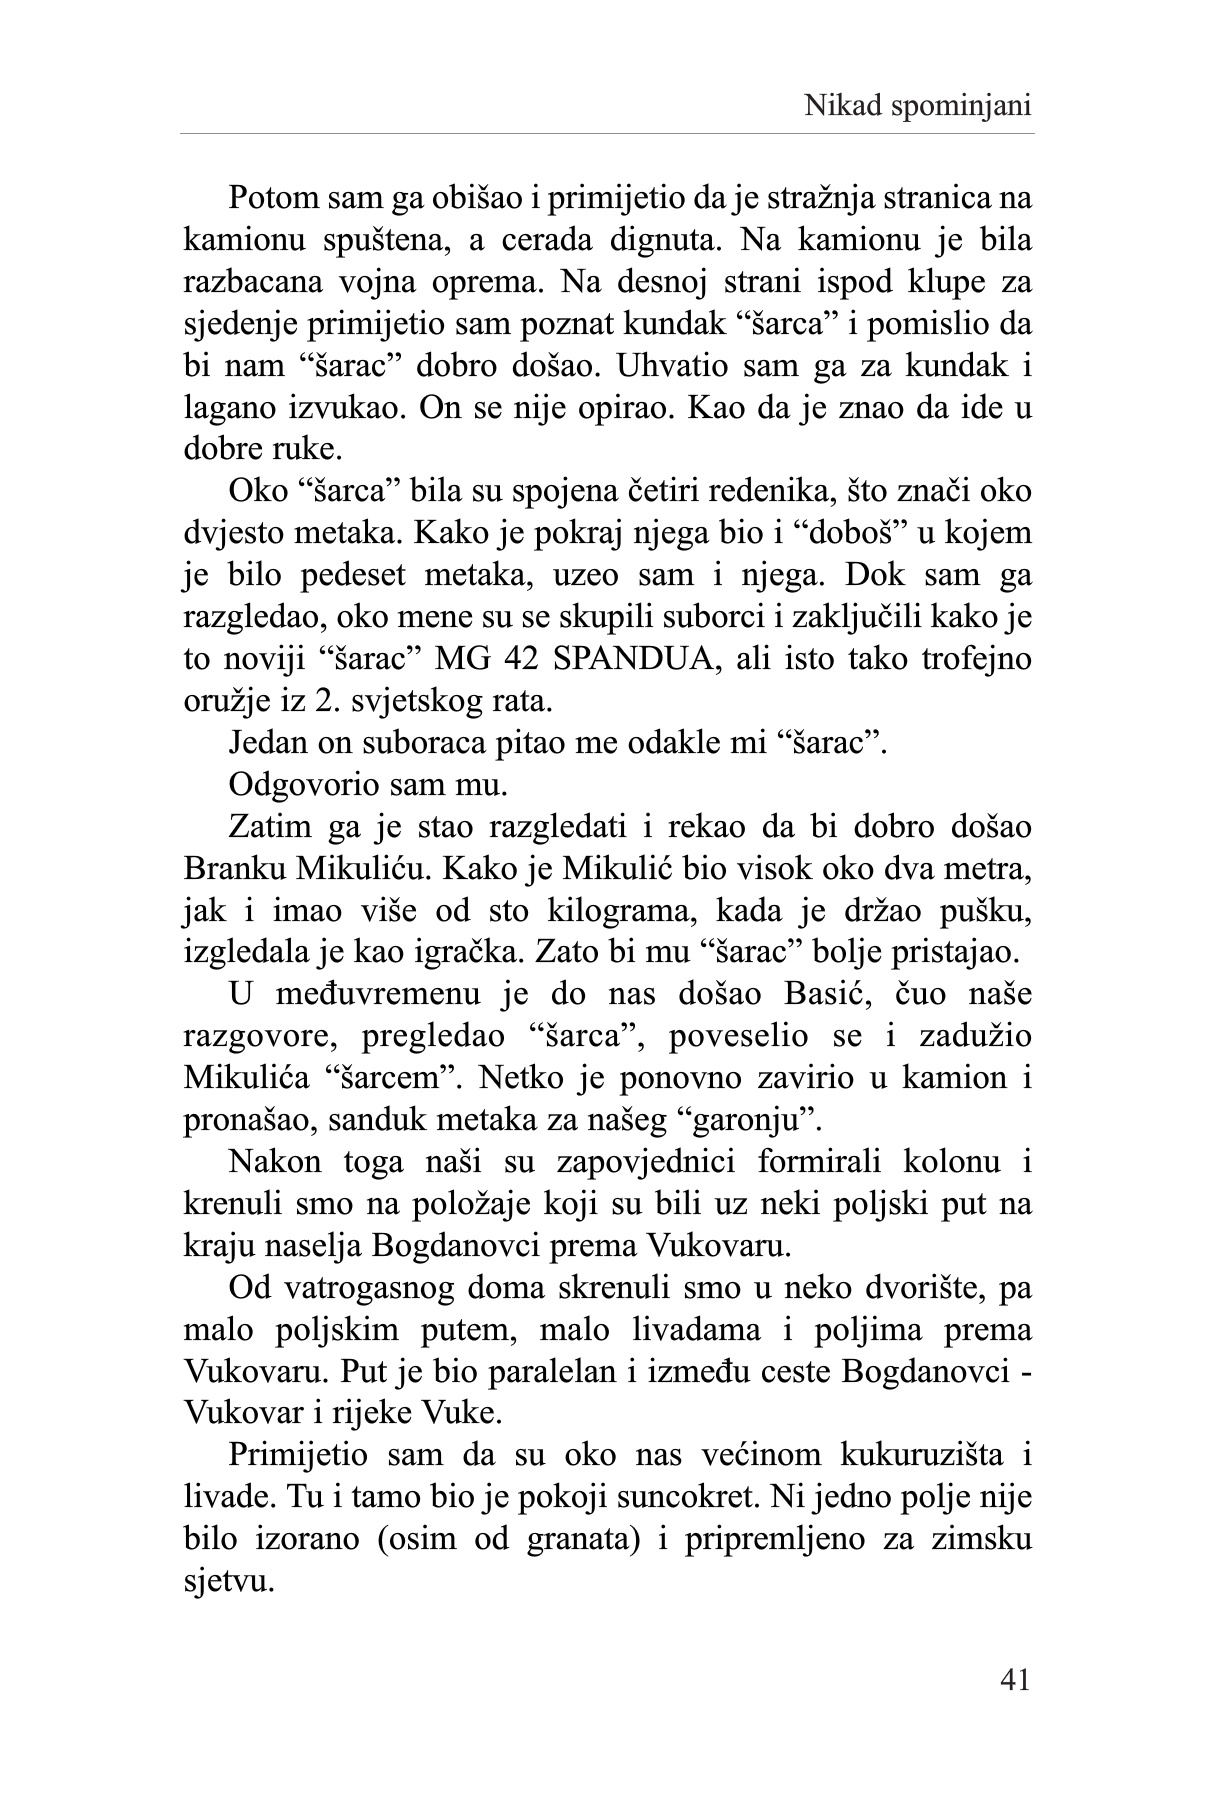 Nikad spominjani
Potom sam ga obišao i primijetio da je stražnja stranica na
kamionu spuštena, a cerada dignuta. Na kamionu je bila
razbacana vojna oprema. Na desnoj strani ispod klupe za
sjedenje primijetio sam poznat kundak “šarca” i pomislio da
bi nam “šarac” dobro došao. Uhvatio sam ga za kundak i
lagano izvukao. On se nije opirao. Kao da je znao da ide u
dobre ruke.
Oko “šarca” bila su spojena četiri redenika, što znači oko
dvjesto metaka. Kako je pokraj njega bio i “doboš” u kojem
je bilo pedeset metaka, uzeo sam i njega. Dok sam ga
razgledao, oko mene su se skupili suborci i zaključili kako je
to noviji “šarac” MG 42 SPANDUA, ali isto tako trofejno
oružje iz 2. svjetskog rata.
Jedan on suboraca pitao me odakle mi “šarac”.
Odgovorio sam mu.
Zatim ga je stao razgledati i rekao da bi dobro došao
Branku Mikuliću. Kako je Mikulić bio visok oko dva metra,
jak i imao više od sto kilograma, kada je držao pušku,
izgledala je kao igračka. Zato bi mu “šarac” bolje pristajao.
U međuvremenu je do nas došao Basić, čuo naše
razgovore, pregledao “šarca”, poveselio se i zadužio
Mikulića “šarcem”. Netko je ponovno zavirio u kamion i
pronašao, sanduk metaka za našeg “garonju”.
Nakon toga naši su zapovjednici formirali kolonu i
krenuli smo na položaje koji su bili uz neki poljski put na
kraju naselja Bogdanovci prema Vukovaru.
Od vatrogasnog doma skrenuli smo u neko dvorište, pa
malo poljskim putem, malo livadama i poljima prema
Vukovaru. Put je bio paralelan i između ceste Bogdanovci -
Vukovar i rijeke Vuke.
Primijetio sam da su oko nas većinom kukuruzišta i
livade. Tu i tamo bio je pokoji suncokret. Ni jedno polje nije
bilo izorano (osim od granata) i pripremljeno za zimsku
sjetvu.
41